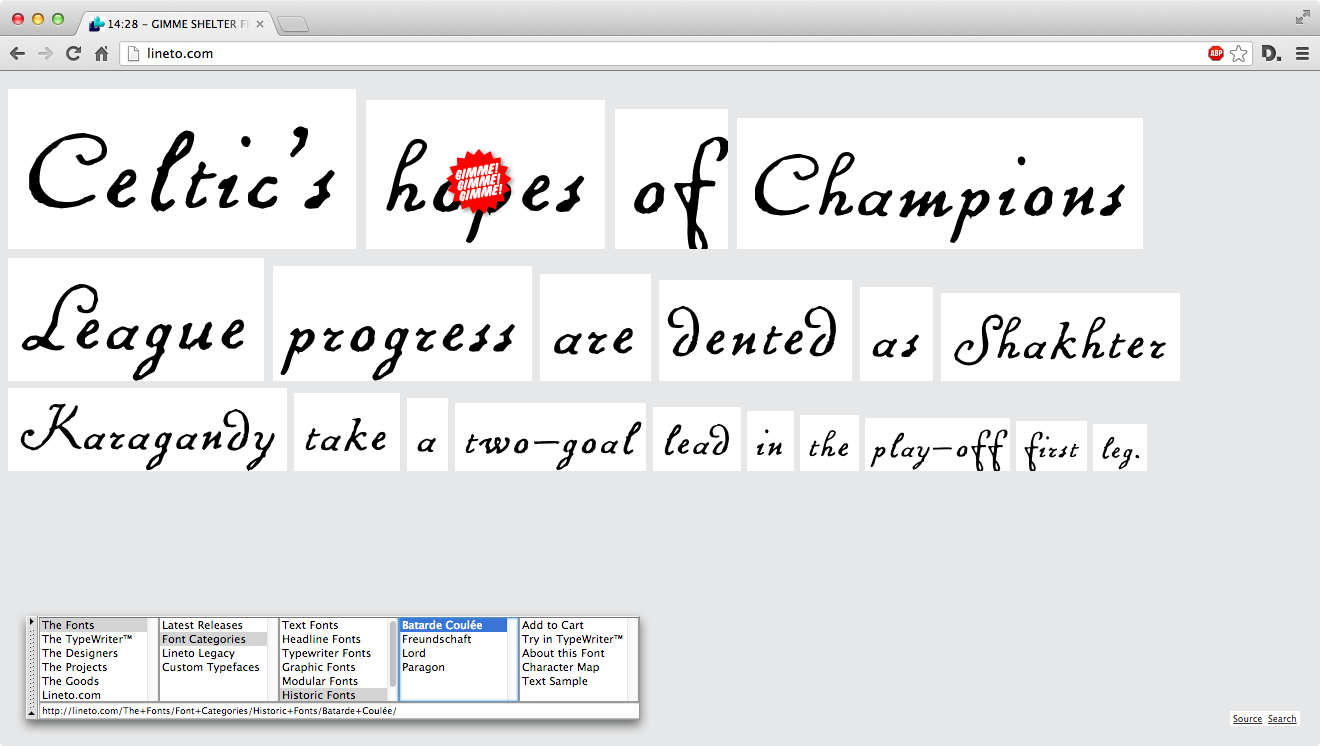 14:28 – GIMME SHELTER F
lineto.com
ABP
D.
Celtic's hopes of Champions
GIMME!
GIMME!
GIMME!
League progress are dented as Shakhter
Karagandy take a two–goal lead in the play–off first leg.
The Fonts
The TypeWriter™
The Designers
The Projects
The Goods
Lineto.com
Latest Releases
Font Categories
Lineto Legacy
Custom Typefaces
Text Fonts
Headline Fonts
Typewriter Fonts
Graphic Fonts
Modular Fonts
Historic Fonts
Batarde Coulée
Freundschaft
Lord
Paragon
Add to Cart
Try in TypeWriter™
About this Font
Character Map
Text Sample
http://lineto.com/The+Fonts/Font+Categories/Historic+Fonts/Batarde+Coulée/
Source Search